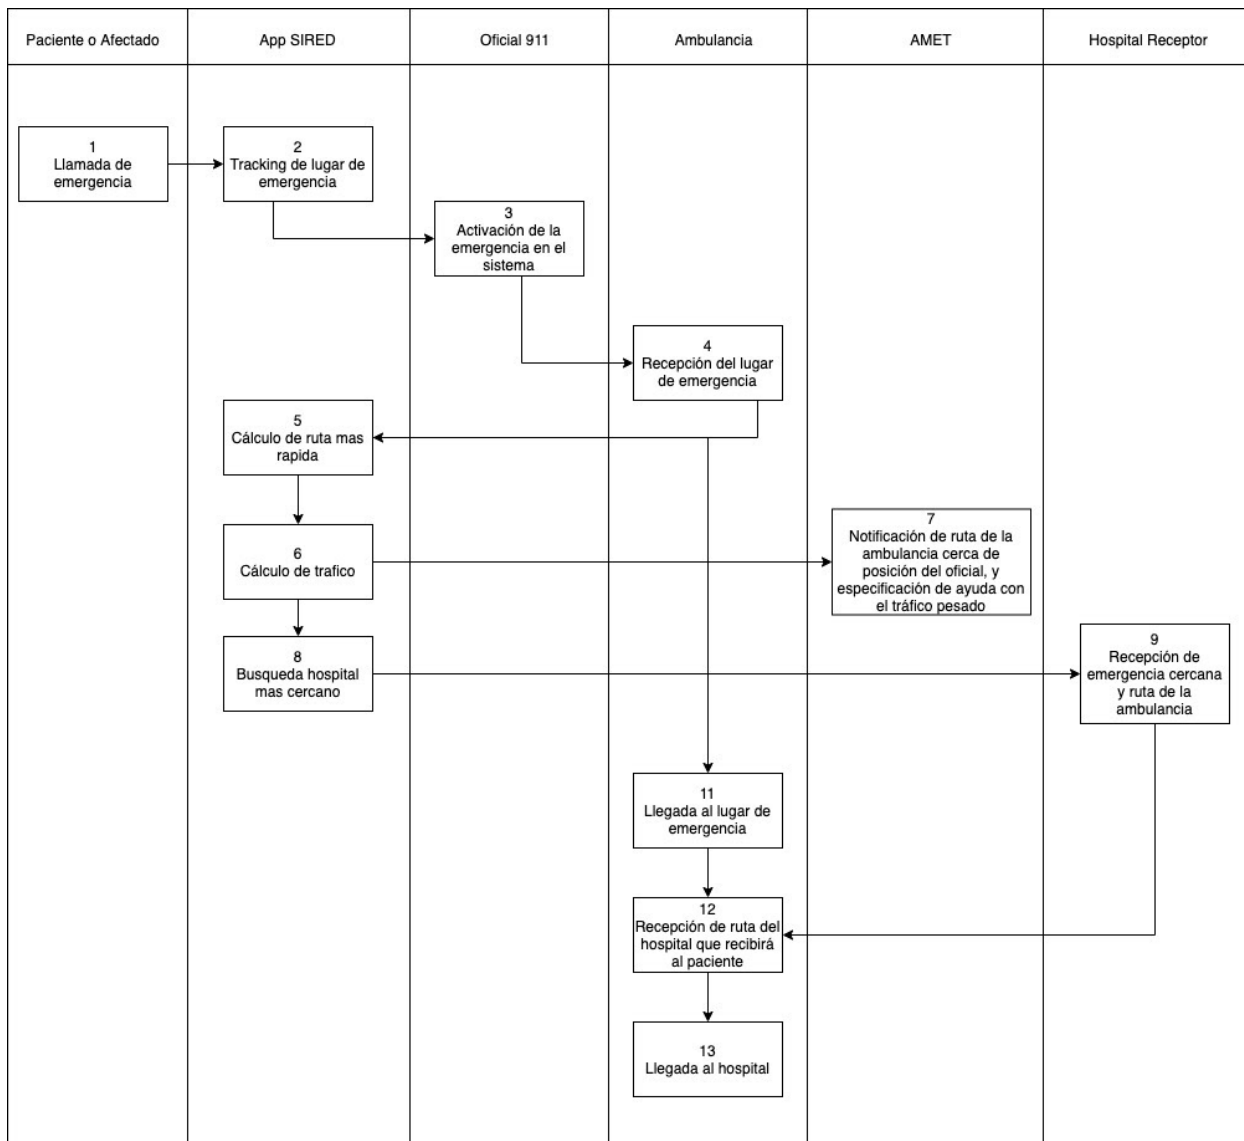 Paciente o Afectado
App SIRED
Oficial 911
Ambulancia
AMET
Hospital Receptor
1
Llamada de
emergencia
2
Tracking de lugar de
emergencia
3
Activación de la
emergencia en el
sistema
4
Recepción del lugar
de emergencia
5
Cálculo de ruta mas
rapida
6
Cálculo de trafico
7
Notificación de ruta de la
ambulancia cerca de
posición del oficial, y
especificación de ayuda con
el tráfico pesado
8
Busqueda hospital
mas cercano
9
Recepción de
emergencia cercana
y ruta de la
ambulancia
11
Llegada al lugar de
emergencia
12
Recepción de ruta del
hospital que recibirá
al paciente
13
Llegada al hospital